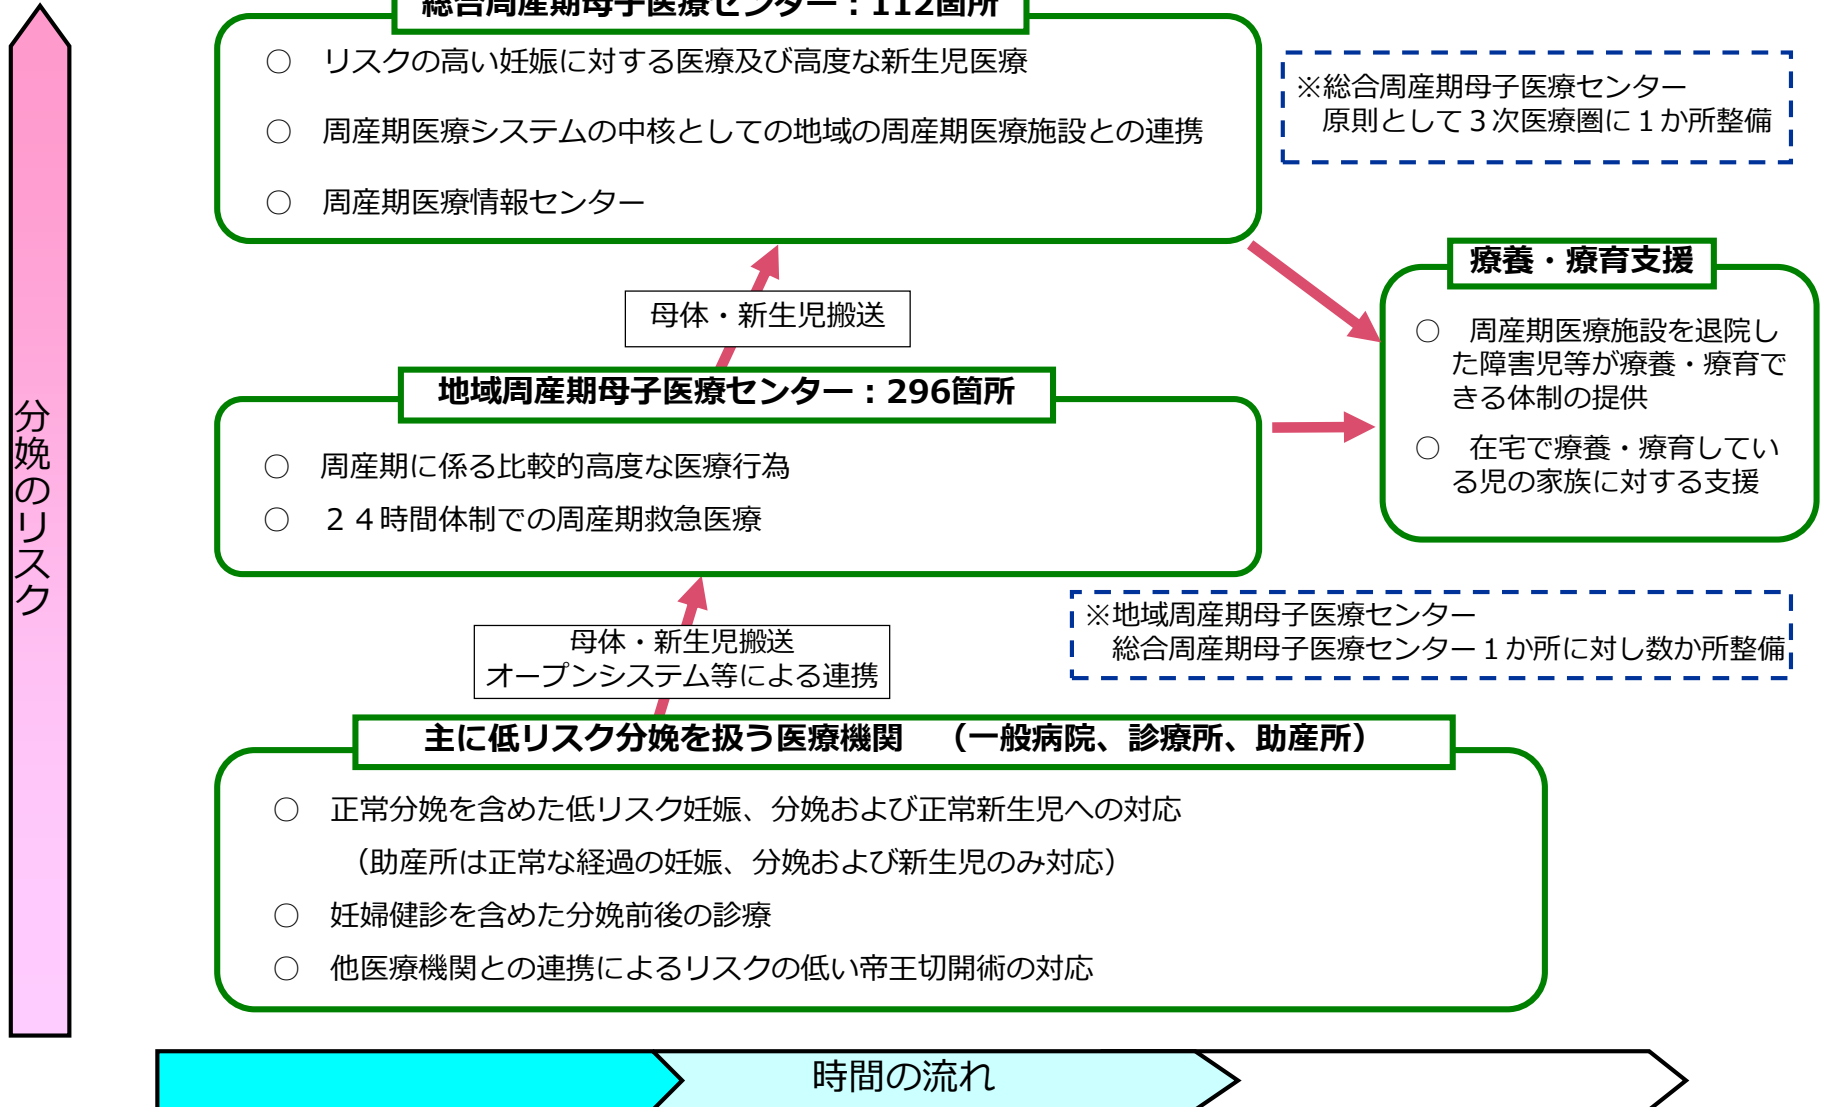 総合周産期母子医療センター：112箇所
○　リスクの高い妊娠に対する医療及び高度な新生児医療
○　周産期医療システムの中核としての地域の周産期医療施設との連携
○　周産期医療情報センター
※総合周産期母子医療センター
原則として３次医療圏に１か所整備
母体・新生児搬送
療養・療育支援
○　周産期医療施設を退院し
た障害児等が療養・療育で
きる体制の提供
○　在宅で療養・療育してい
る児の家族に対する支援
地域周産期母子医療センター：296箇所
○　周産期に係る比較的高度な医療行為
○　２４時間体制での周産期救急医療
分娩のリスク
※地域周産期母子医療センター
総合周産期母子医療センター１か所に対し数か所整備
母体・新生児搬送
オープンシステム等による連携
主に低リスク分娩を扱う医療機関　（一般病院、診療所、助産所）
○　正常分娩を含めた低リスク妊娠、分娩および正常新生児への対応
（助産所は正常な経過の妊娠、分娩および新生児のみ対応）
○　妊婦健診を含めた分娩前後の診療
○　他医療機関との連携によるリスクの低い帝王切開術の対応
時間の流れ